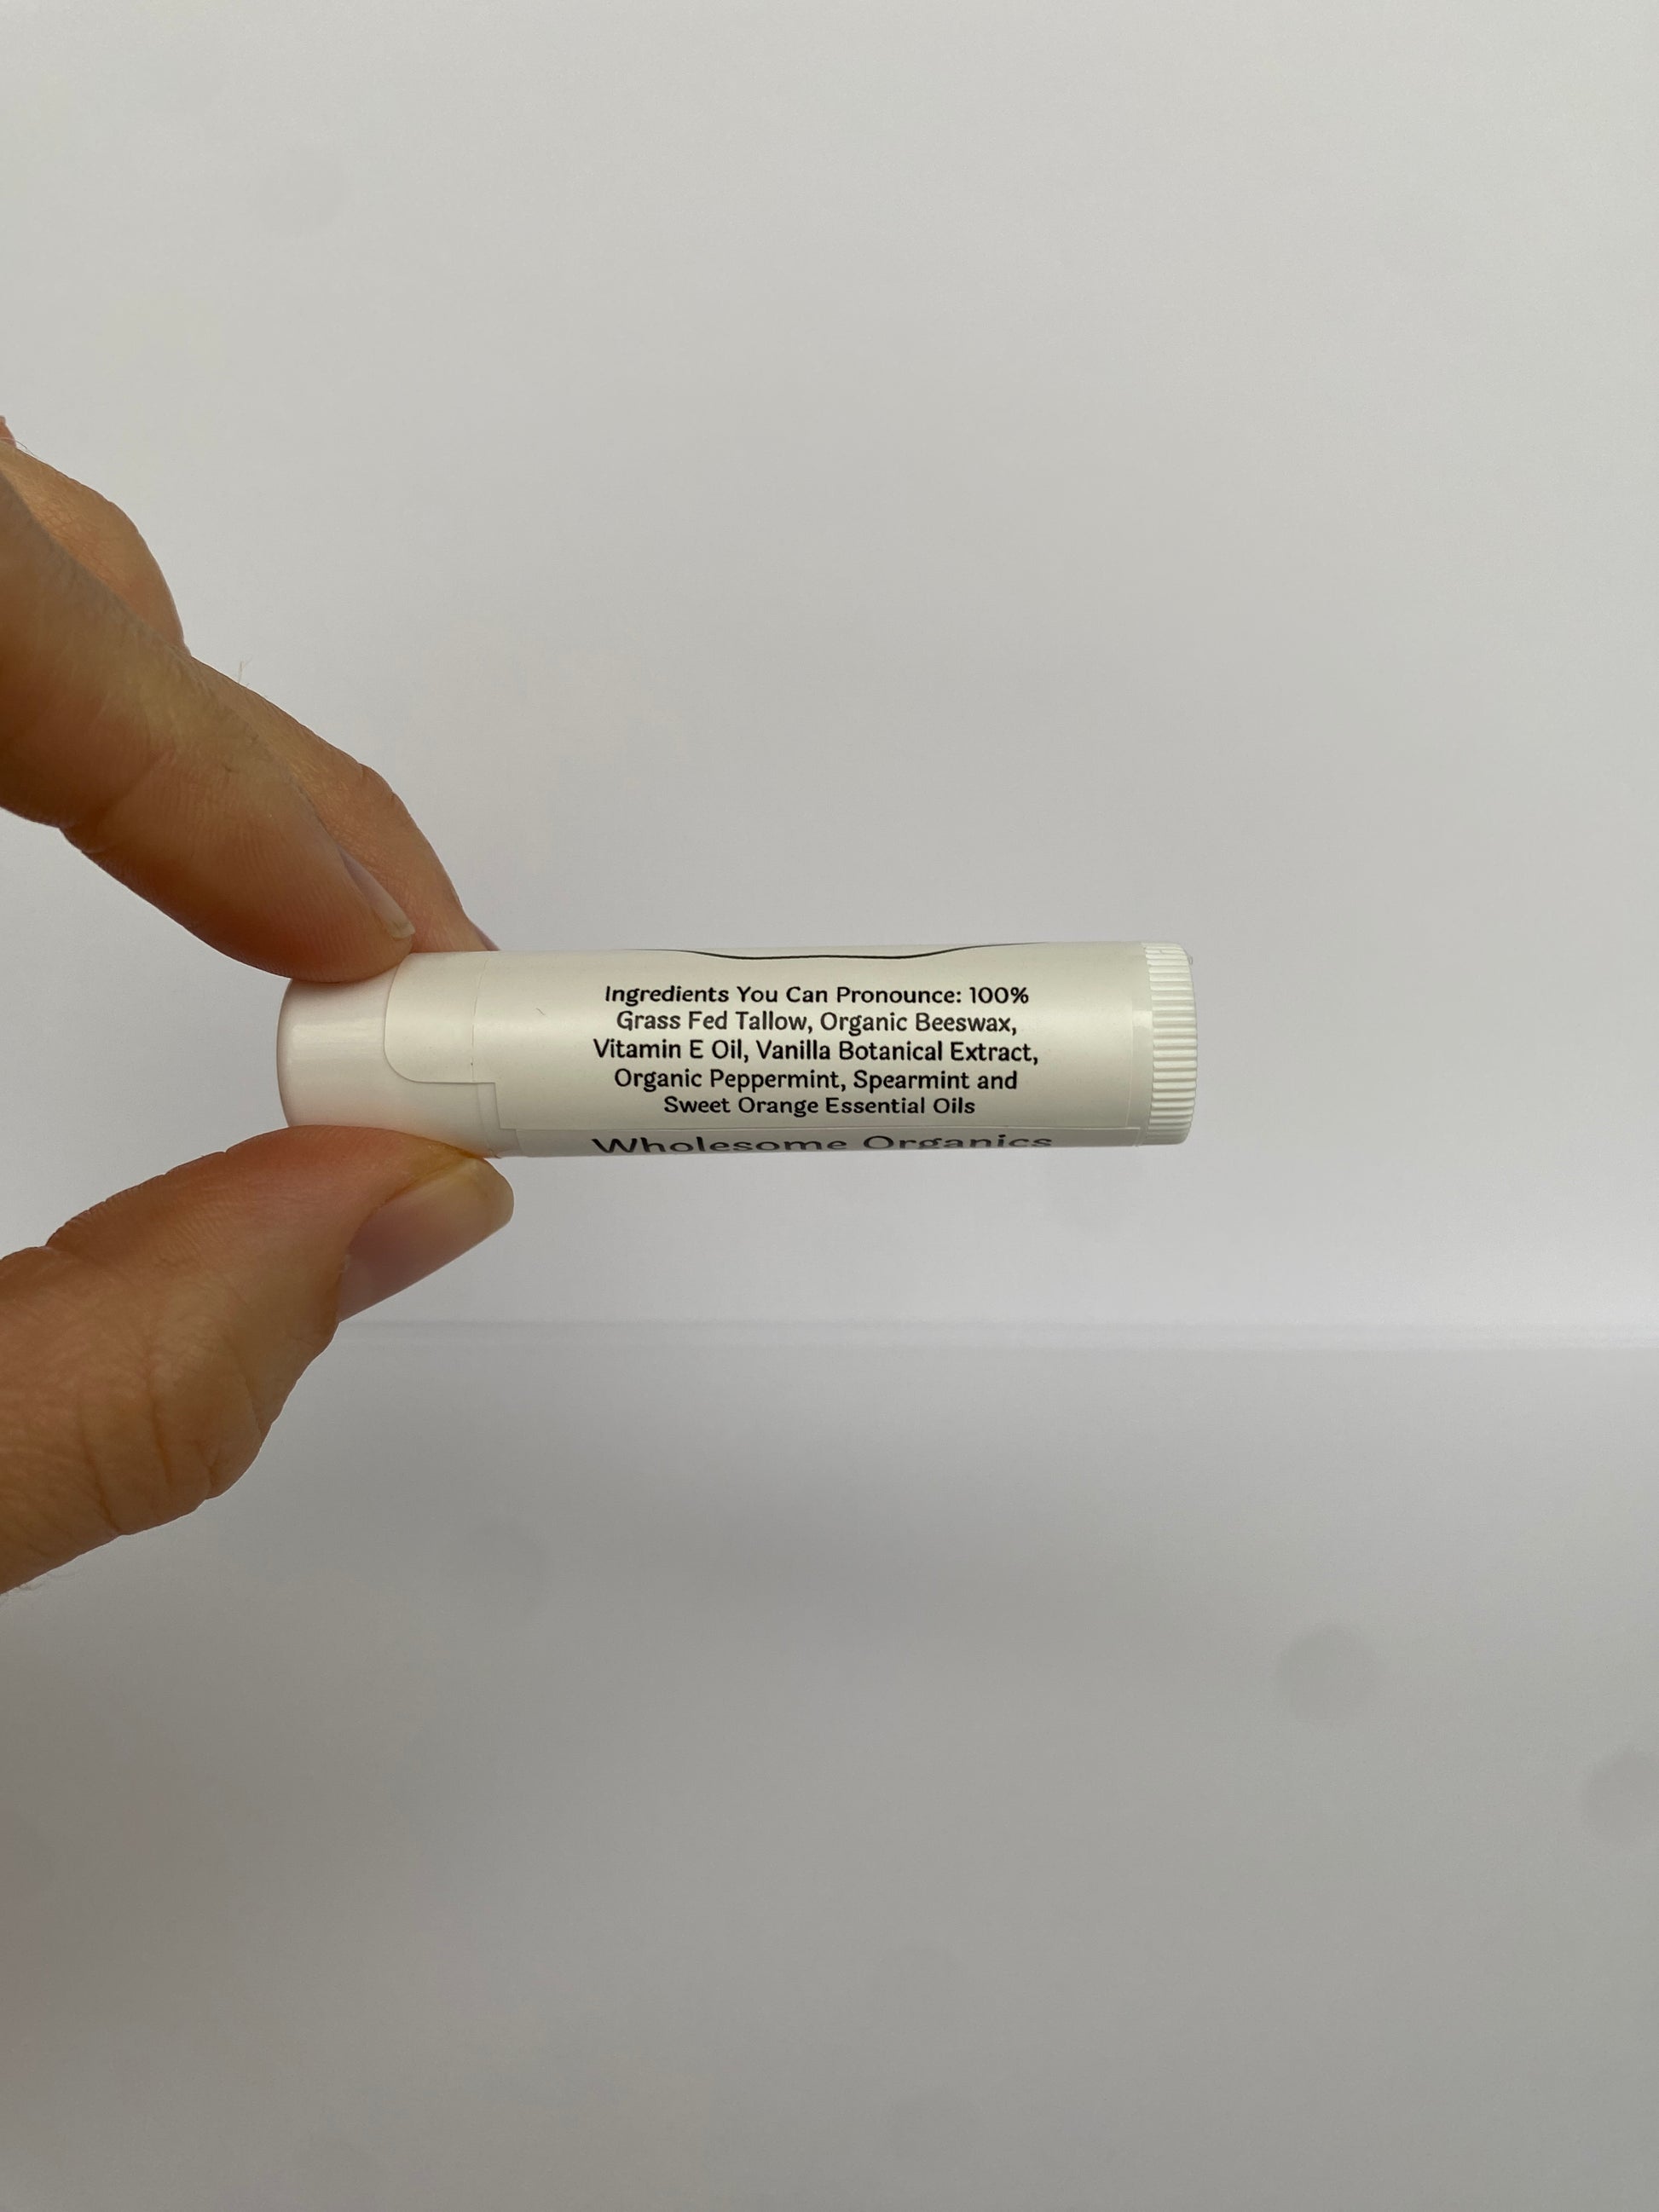 Ingredients You Can Pronounce: 100%
Grass Fed Tallow, Organic Beeswax,
Vitamin E Oil, Vanilla Botanical Extract,
Organic Peppermint, Spearmint and
Sweet Orange Essential Oils
Wholesome Organics